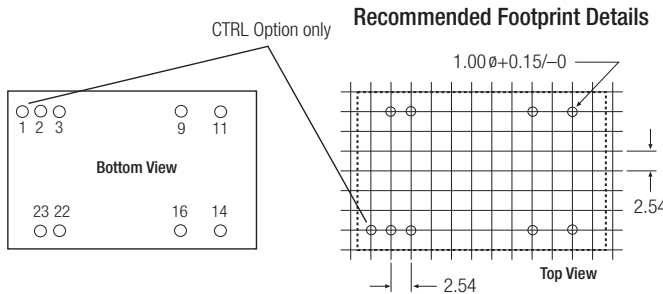 Recommended Footprint Details
CTRL Option only
1.00 ø+0.15/−0
1 2 3 9 11
Bottom View
23 22 16 14
2.54
Top View
2.54